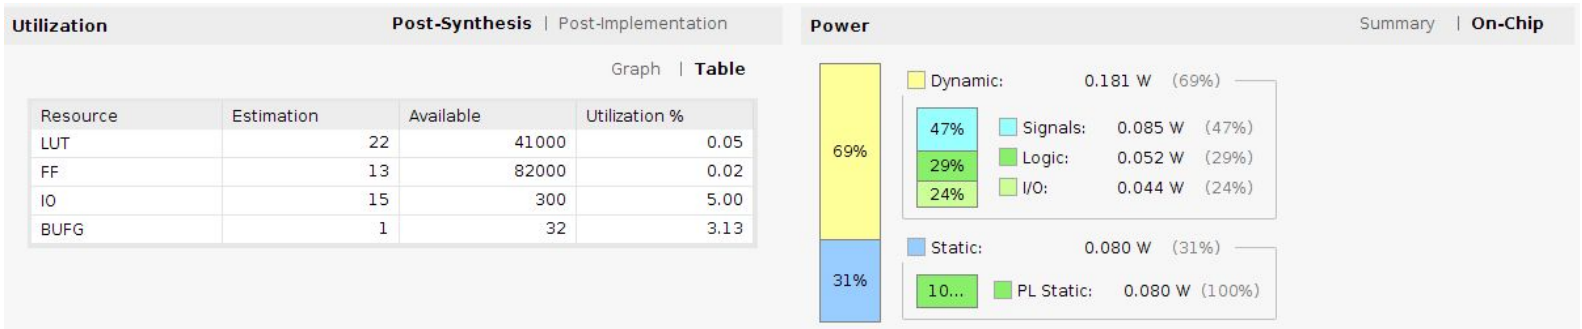 Utilization Post-Synthesis | Post-Implementation
Graph | Table
Resource Estimation Available Utilization %
LUT 22 41000 0.05
FF 13 82000 0.02
IO 15 300 5.00
BUFG 1 32 3.13
Power Summary | On-Chip
69%
31%
Dynamic: 0.181 W (69%)
47% Signals: 0.085 W (47%)
29% Logic: 0.052 W (29%)
24% I/O: 0.044 W (24%)
Static: 0.080 W (31%)
10... PL Static: 0.080 W (100%)